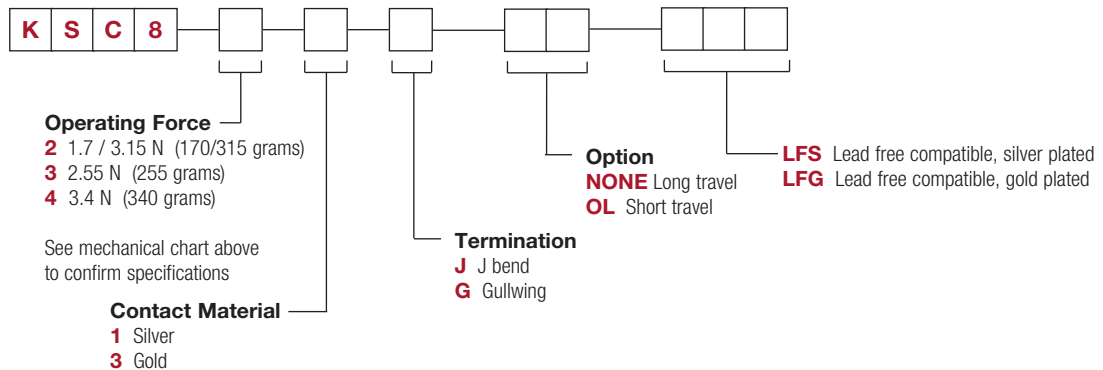 K S C 8
Operating Force
2 1.7 / 3.15 N (170/315 grams)
3 2.55 N (255 grams)
4 3.4 N (340 grams)
See mechanical chart above
to confirm specifications
Contact Material
1 Silver
3 Gold
Termination
J J bend
G Gullwing
Option
NONE Long travel
OL Short travel
LFS Lead free compatible, silver plated
LFG Lead free compatible, gold plated